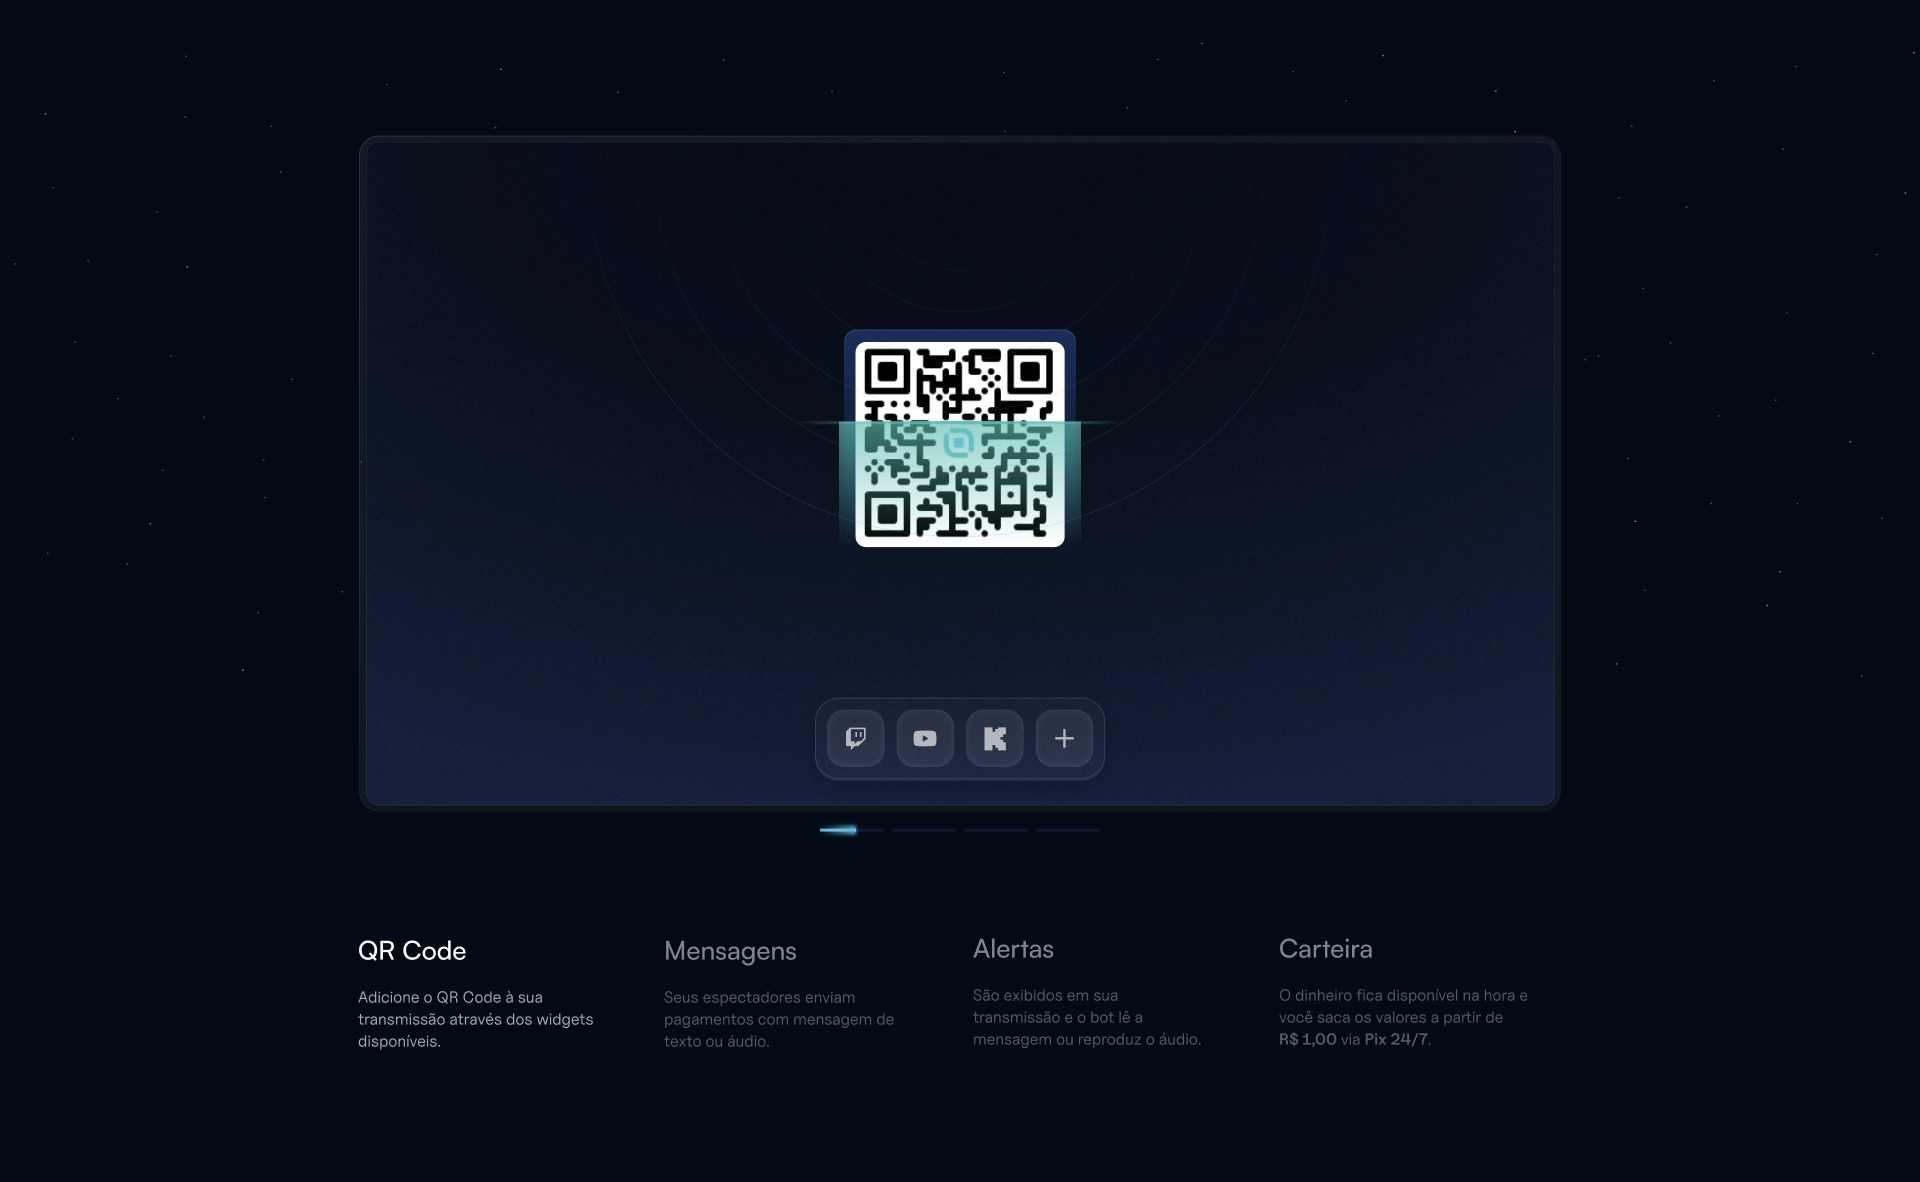 QR Code
Adicione o QR Code à sua
transmissão através dos widgets
disponíveis.
Mensagens
Seus espectadores enviam
pagamentos com mensagem de
texto ou áudio.
Alertas
São exibidos em sua
transmissão e o bot lê a
mensagem ou reproduz o áudio.
Carteira
O dinheiro fica disponível na hora e
você saca os valores a partir de
R$ 1,00 via Pix 24/7.